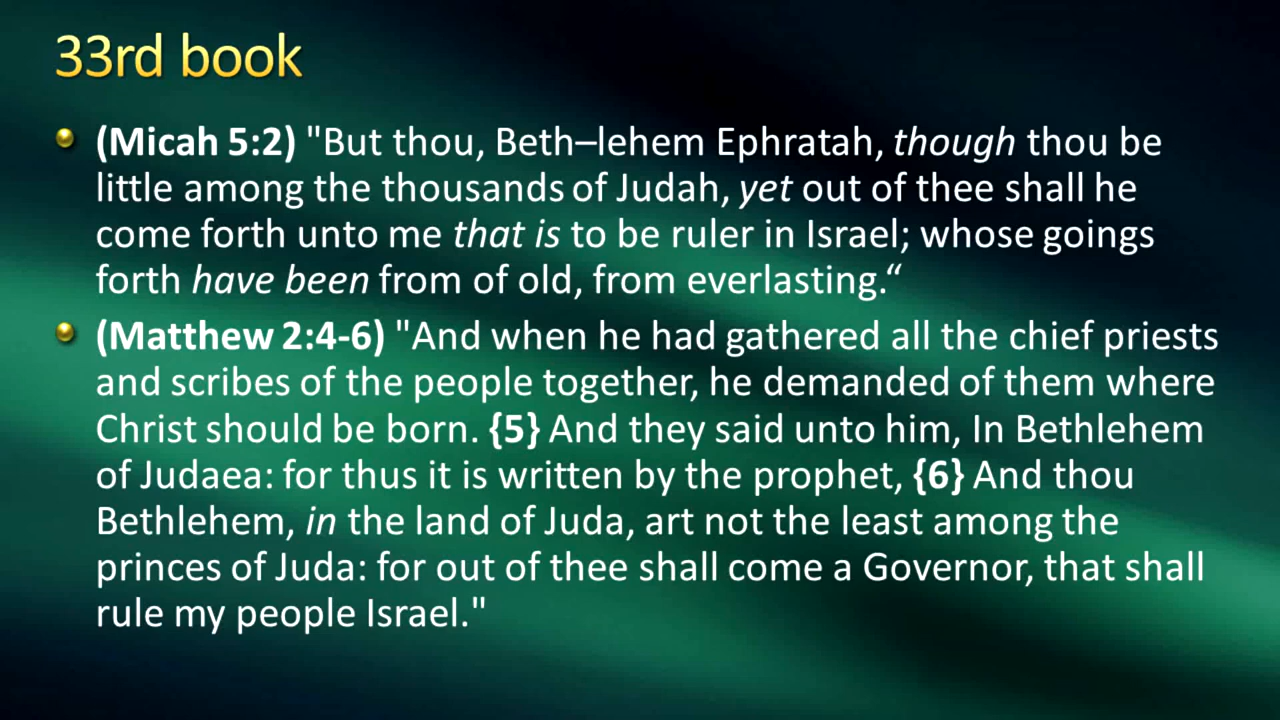 33rd book
(Micah 5:2) "But thou, Beth–lehem Ephratah, though thou be
little among the thousands of Judah, yet out of thee shall he
come forth unto me that is to be ruler in Israel; whose goings
forth have been from of old, from everlasting.“
(Matthew 2:4-6) "And when he had gathered all the chief priests
and scribes of the people together, he demanded of them where
Christ should be born. {5} And they said unto him, In Bethlehem
of Judaea: for thus it is written by the prophet, {6} And thou
Bethlehem, in the land of Juda, art not the least among the
princes of Juda: for out of thee shall come a Governor, that shall
rule my people Israel."